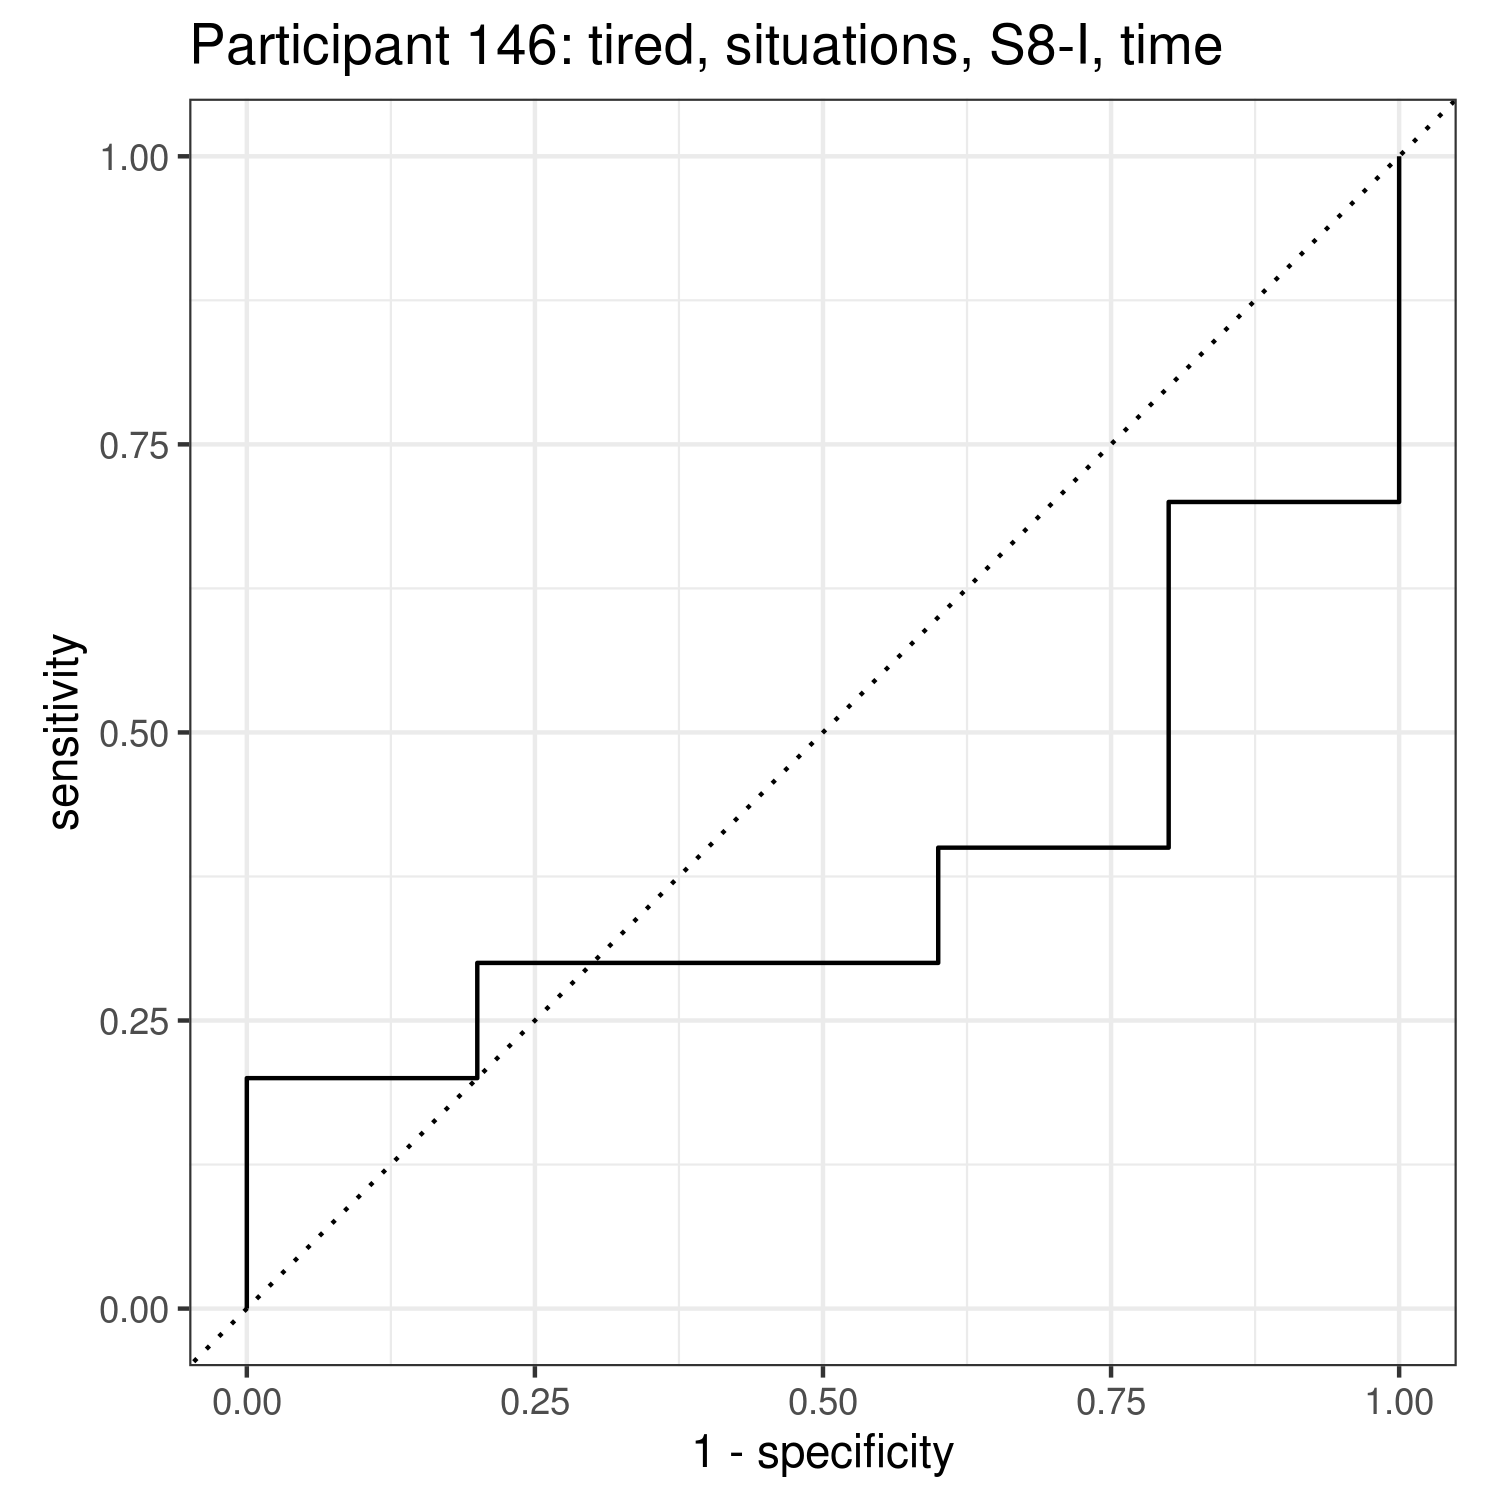 Participant 146: tired, situations, S8-I, time
1.00
0.75
0.50
0.25
0.00
sensitivity
0.00 0.25 0.50 0.75 1.00
1 - specificity